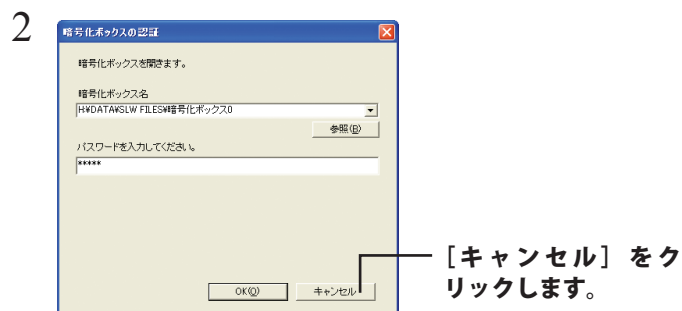 2
暗号化ボックスの認証
暗号化ボックスを開きます。
暗号化ボックス名
H¥DATA¥SLW FILES¥暗号化ボックス0
参照(B)
パスワードを入力してください。
*****
[キャンセル] をク
リックします。
OK(O) キャンセル